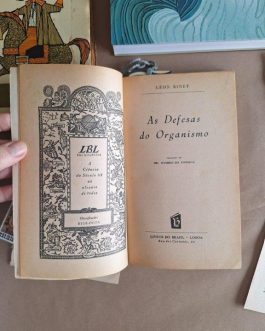 LBL
A
Ciência
do Século XX
ao
alcance
de todos
BIOLOGIA
LÉON BINET
As Defesas
do Organismo
LIVROS DO BRASIL · LISBOA